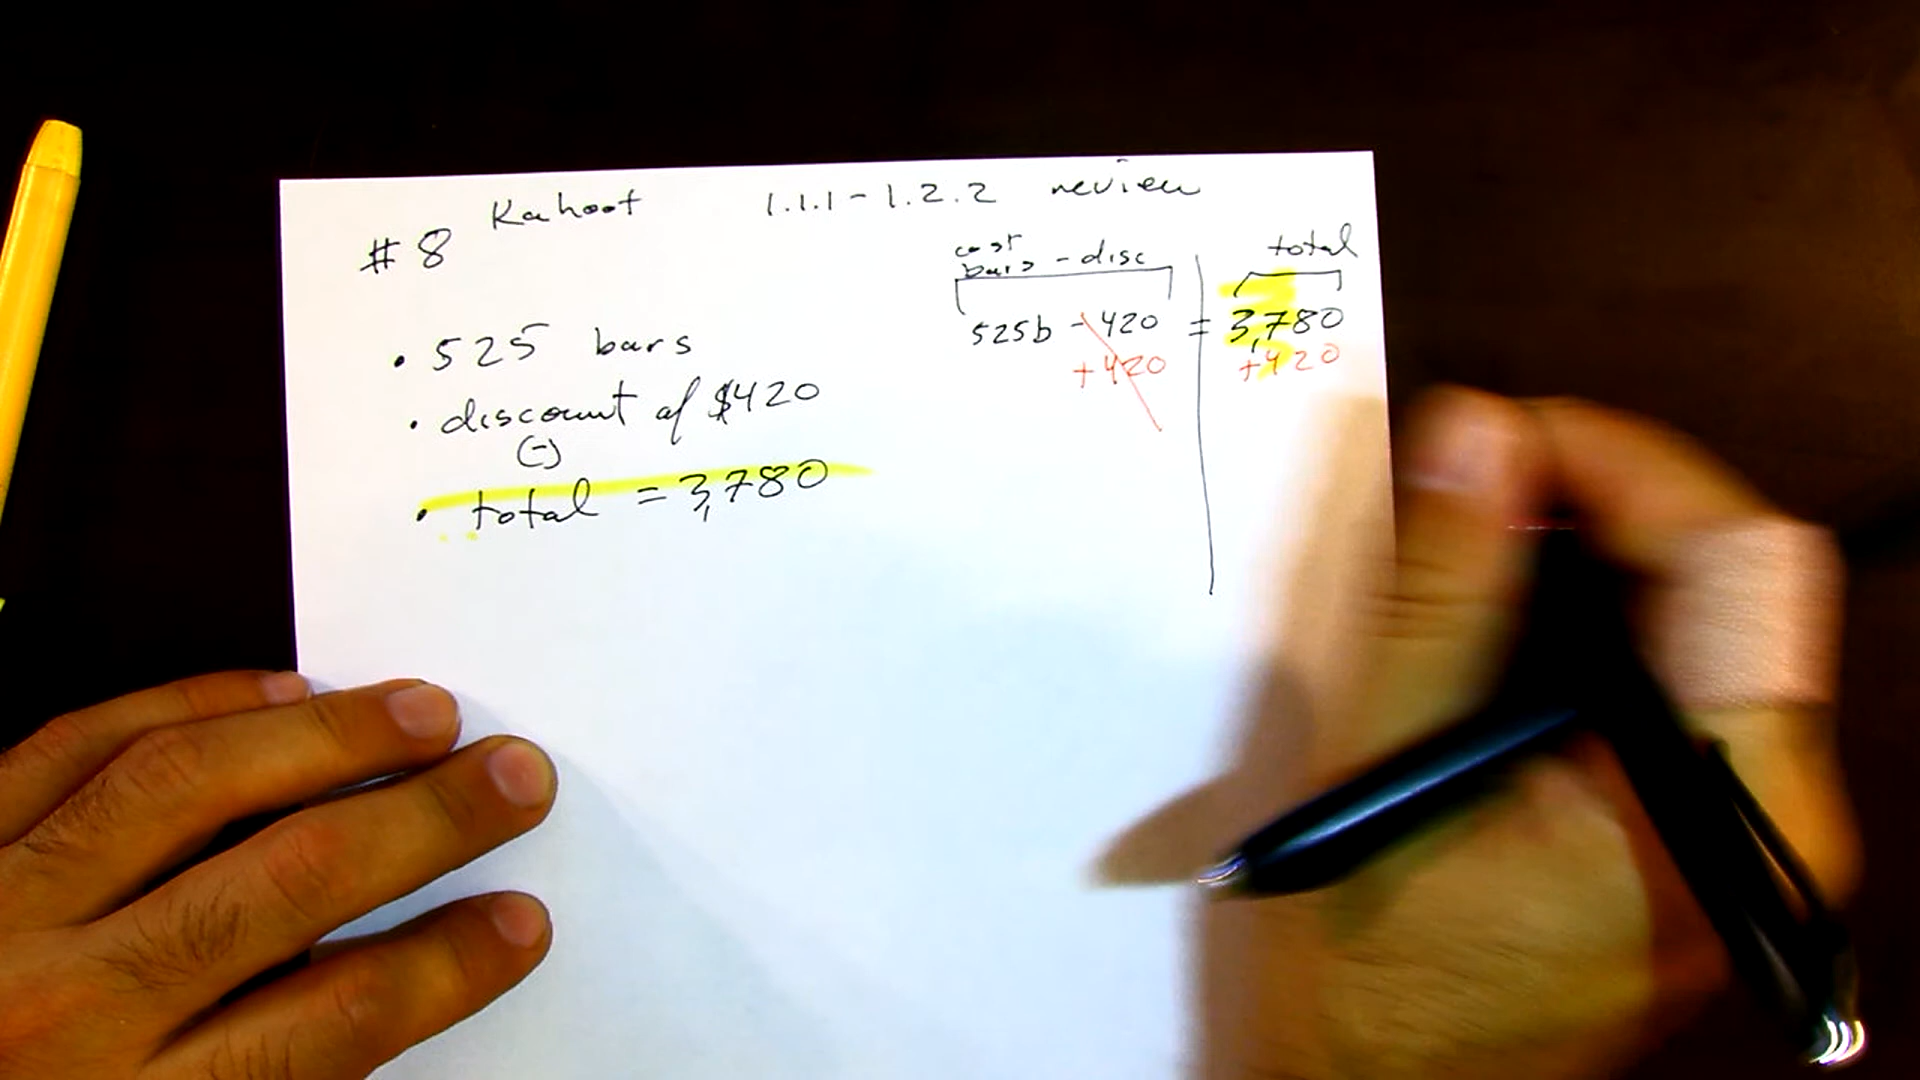 Kahoot 1.1.1 - 1.2.2 review
# 8
cost
bars - disc
total
525b - 420 = 3,780
+420 +420
• 525 bars
• discount of $420
(-)
• total = 3,780